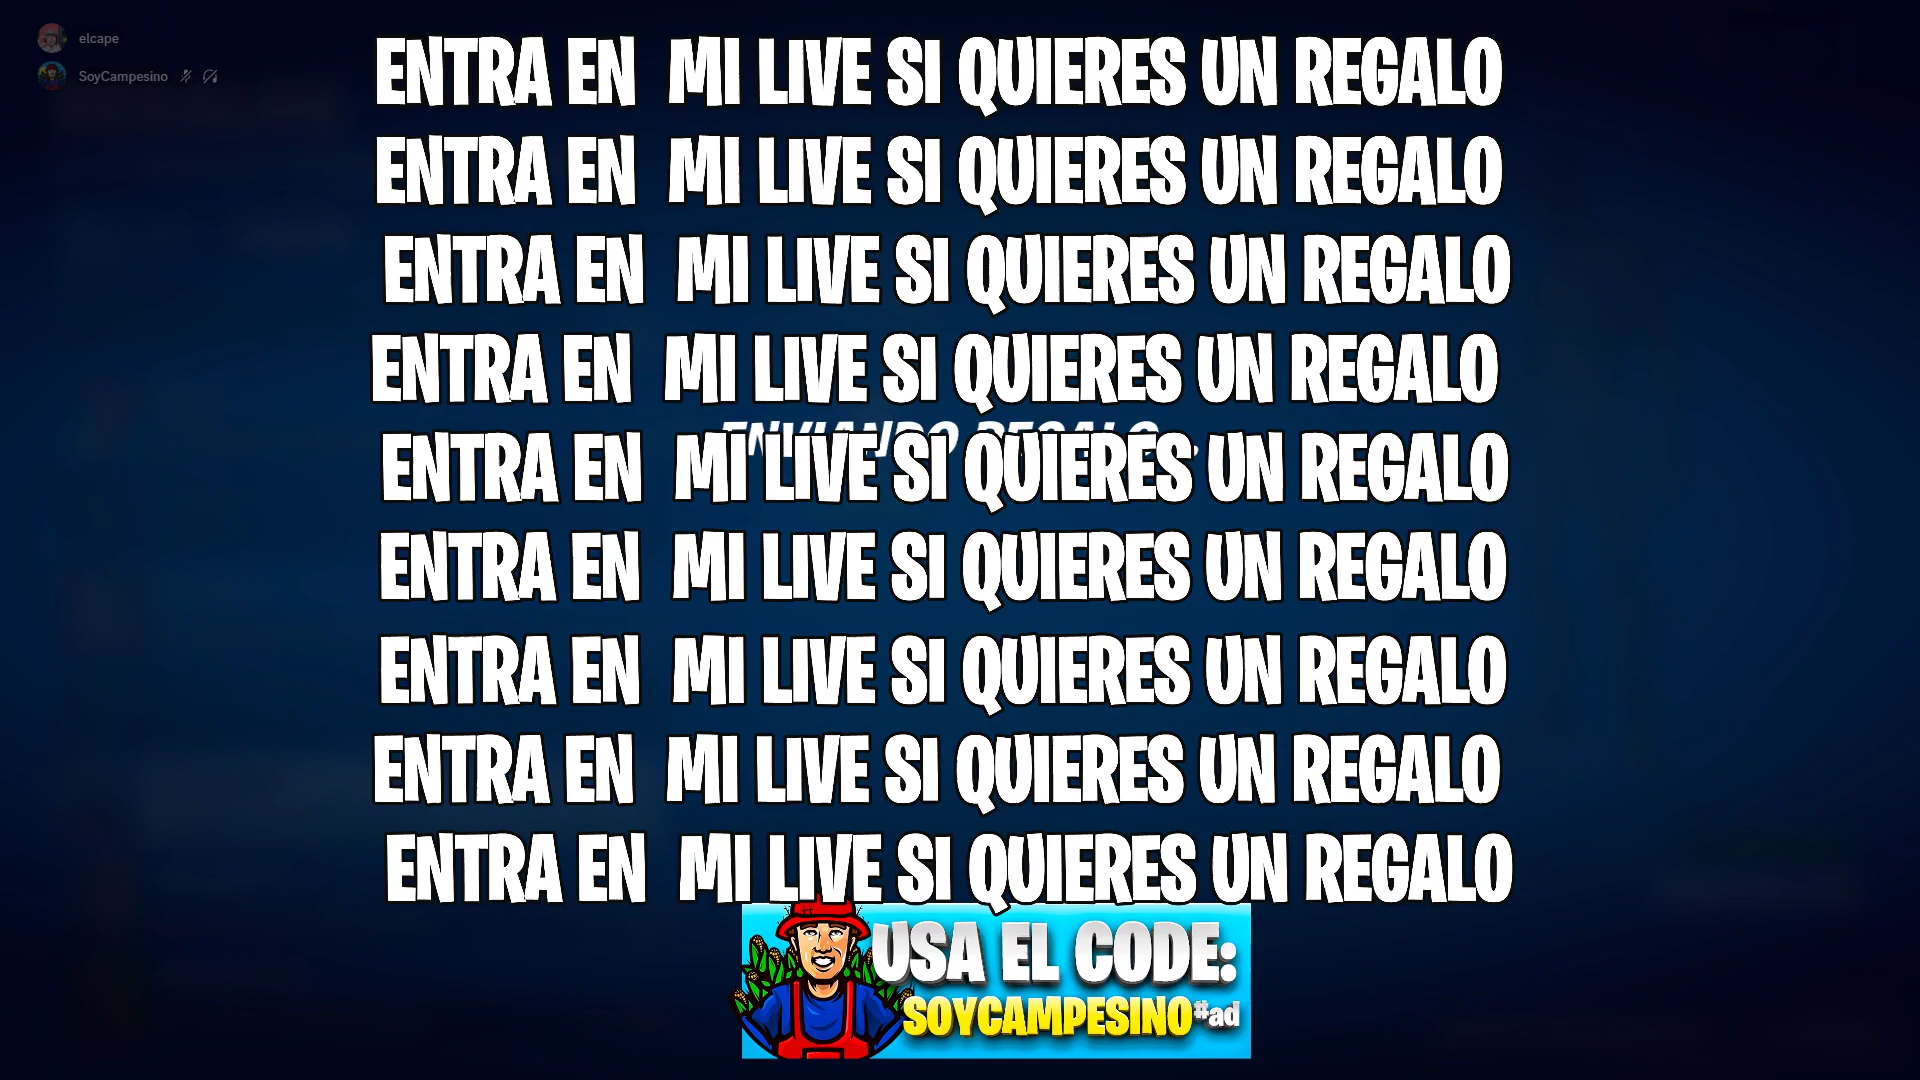 elcape
SoyCampesino
ENTRA EN MI LIVE SI QUIERES UN REGALO
ENTRA EN MI LIVE SI QUIERES UN REGALO
ENTRA EN MI LIVE SI QUIERES UN REGALO
ENTRA EN MI LIVE SI QUIERES UN REGALO
ENVIANDO REGALO...
ENTRA EN MI LIVE SI QUIERES UN REGALO
ENTRA EN MI LIVE SI QUIERES UN REGALO
ENTRA EN MI LIVE SI QUIERES UN REGALO
ENTRA EN MI LIVE SI QUIERES UN REGALO
ENTRA EN MI LIVE SI QUIERES UN REGALO
USA EL CODE:
SOYCAMPESINO#ad